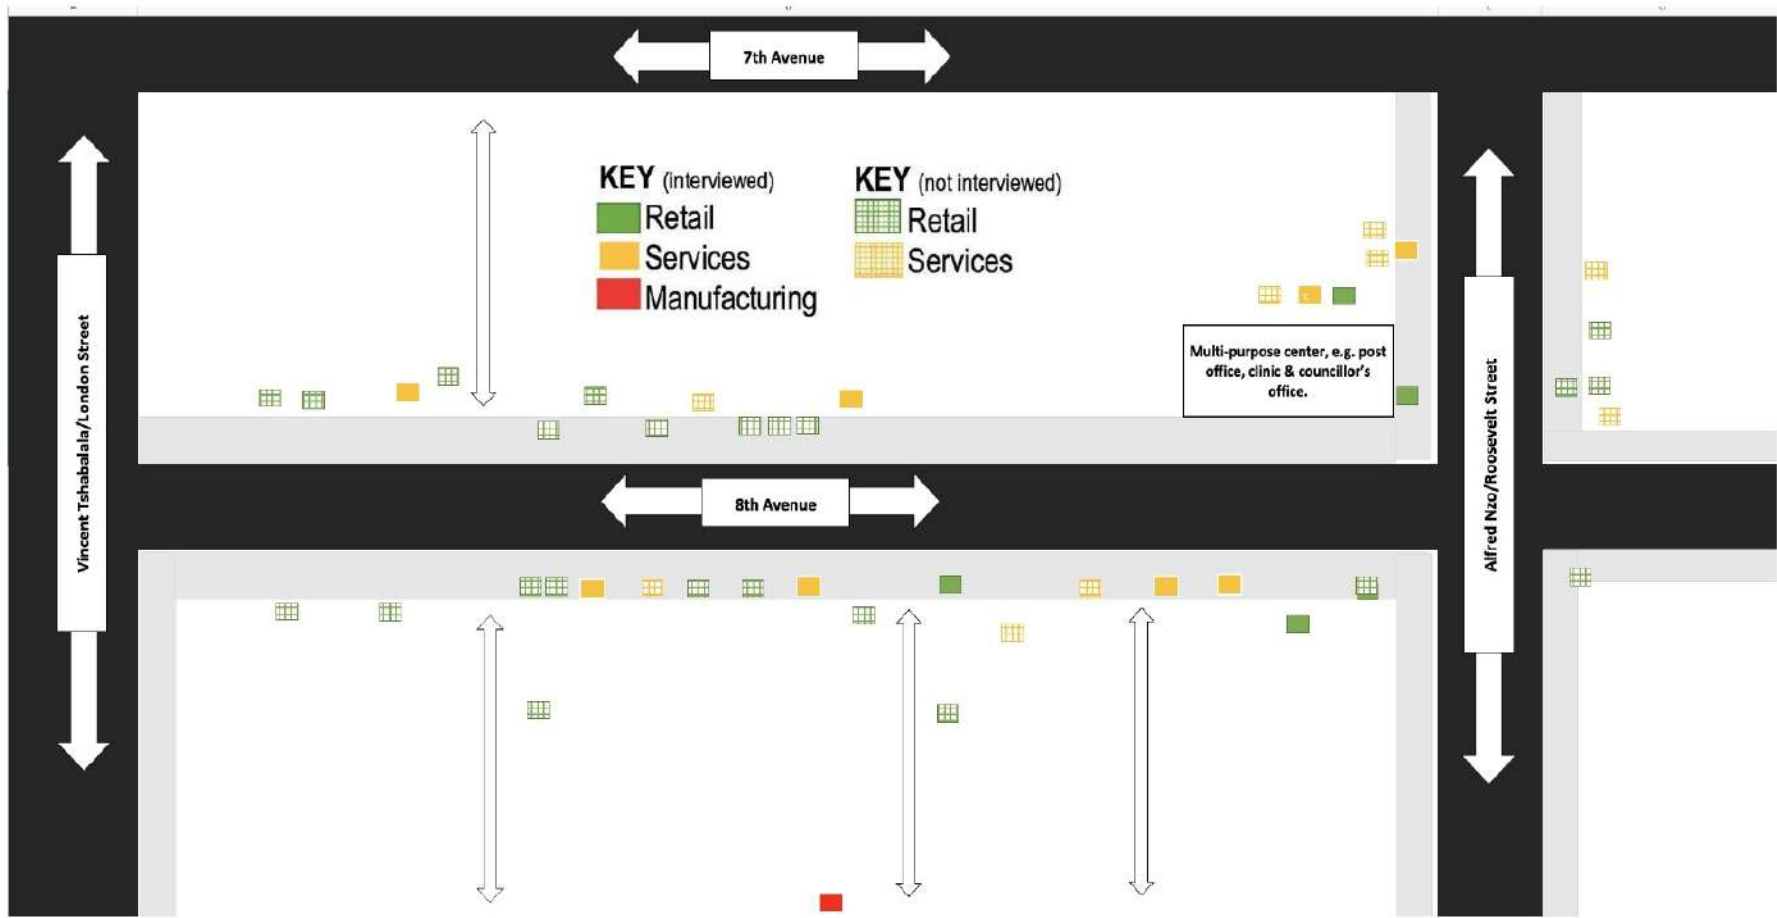 7th Avenue
KEY (interviewed)
Retail
Services
Manufacturing
KEY (not interviewed)
Retail
Services
Vincent Tshabalala/London Street
Multi-purpose center, e.g. post
office, clinic & councillor's
office.
Alfred Nzo/Roosevelt Street
8th Avenue